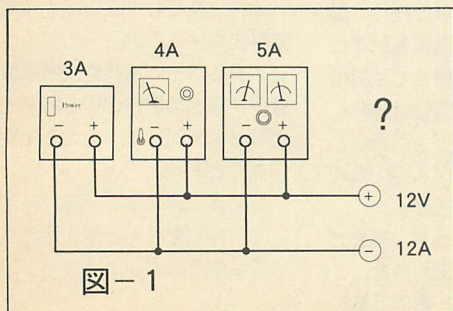 3A
4A
5A
Power
− +
− +
− +
?
+ 12V
− 12A
図−1